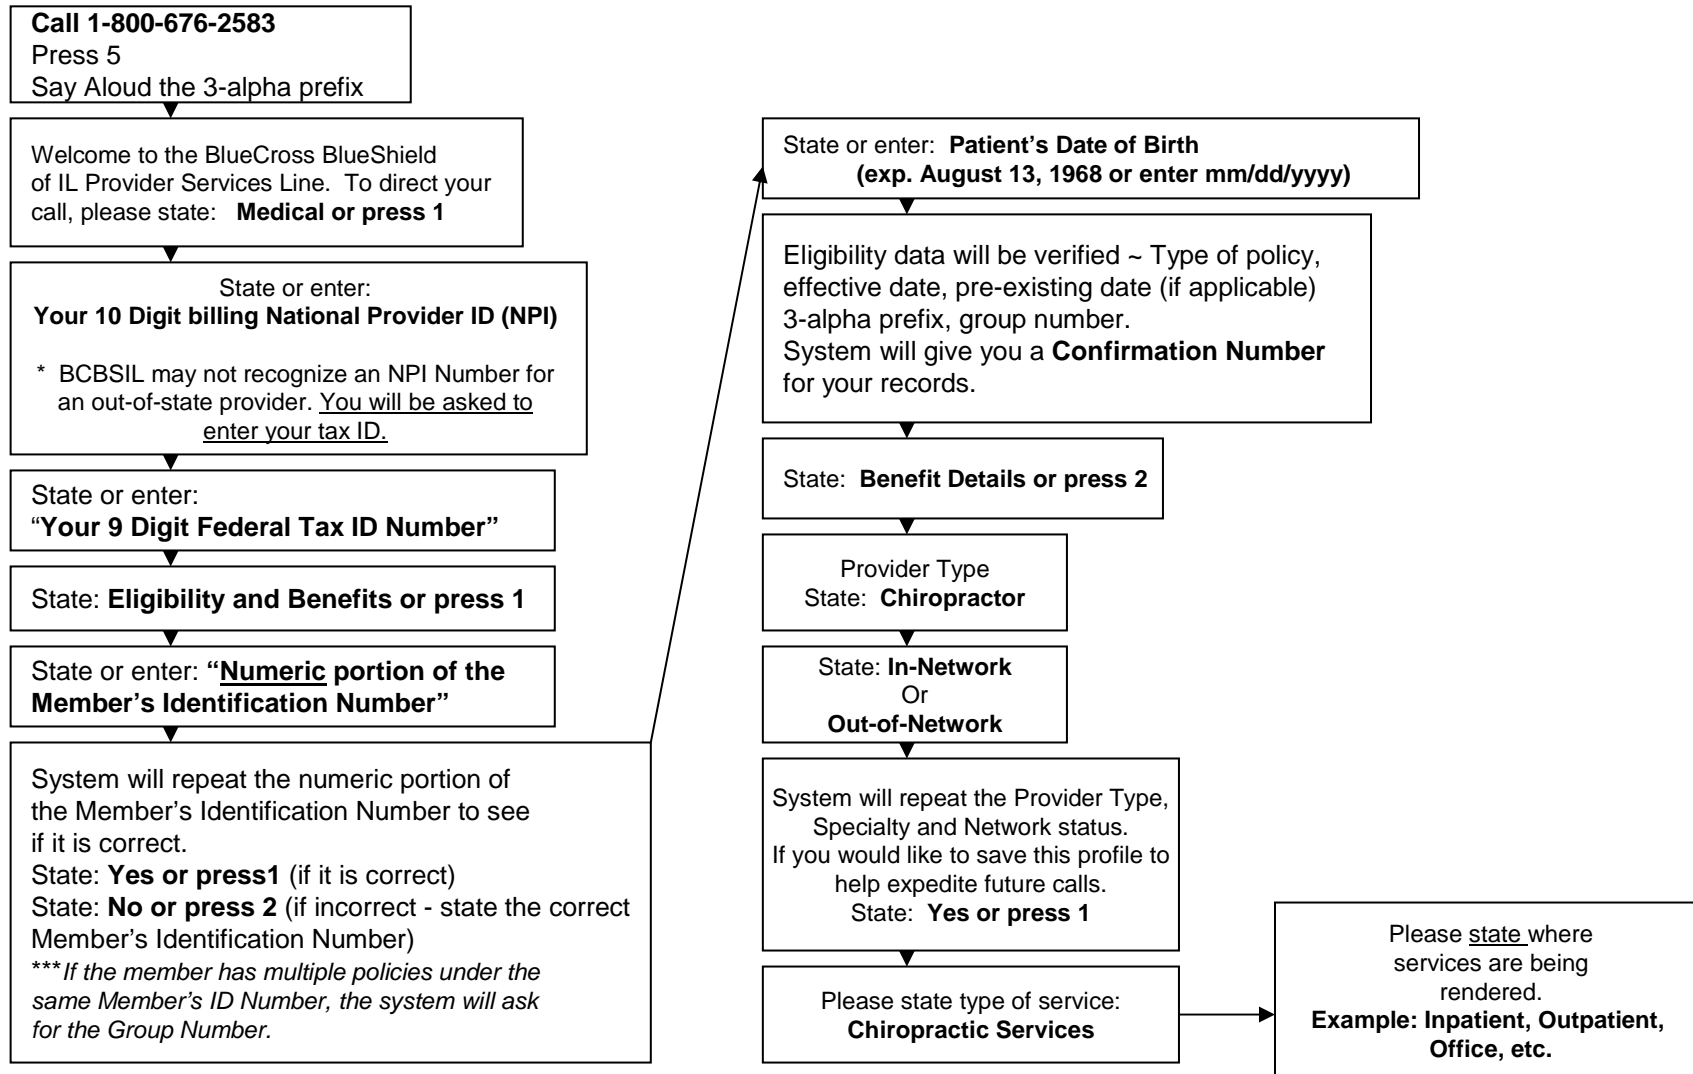 Call 1-800-676-2583
Press 5
Say Aloud the 3-alpha prefix
Welcome to the BlueCross BlueShield
of IL Provider Services Line.  To direct your
call, please state:   Medical or press 1
State or enter:
Your 10 Digit billing National Provider ID (NPI)
*  BCBSIL may not recognize an NPI Number for
an out-of-state provider. You will be asked to
enter your tax ID.
State or enter:
“Your 9 Digit Federal Tax ID Number”
State: Eligibility and Benefits or press 1
State or enter: “Numeric portion of the
Member’s Identification Number”
System will repeat the numeric portion of
the Member’s Identification Number to see
if it is correct.
State: Yes or press1 (if it is correct)
State: No or press 2 (if incorrect - state the correct
Member’s Identification Number)
***If the member has multiple policies under the
same Member’s ID Number, the system will ask
for the Group Number.
State or enter:  Patient’s Date of Birth
(exp. August 13, 1968 or enter mm/dd/yyyy)
Eligibility data will be verified ~ Type of policy,
effective date, pre-existing date (if applicable)
3-alpha prefix, group number.
System will give you a Confirmation Number
for your records.
State:  Benefit Details or press 2
Provider Type
State:  Chiropractor
State: In-Network
Or
Out-of-Network
System will repeat the Provider Type,
Specialty and Network status.
If you would like to save this profile to
help expedite future calls.
State:  Yes or press 1
Please state type of service:
Chiropractic Services
Please state where
services are being
rendered.
Example: Inpatient, Outpatient,
Office, etc.